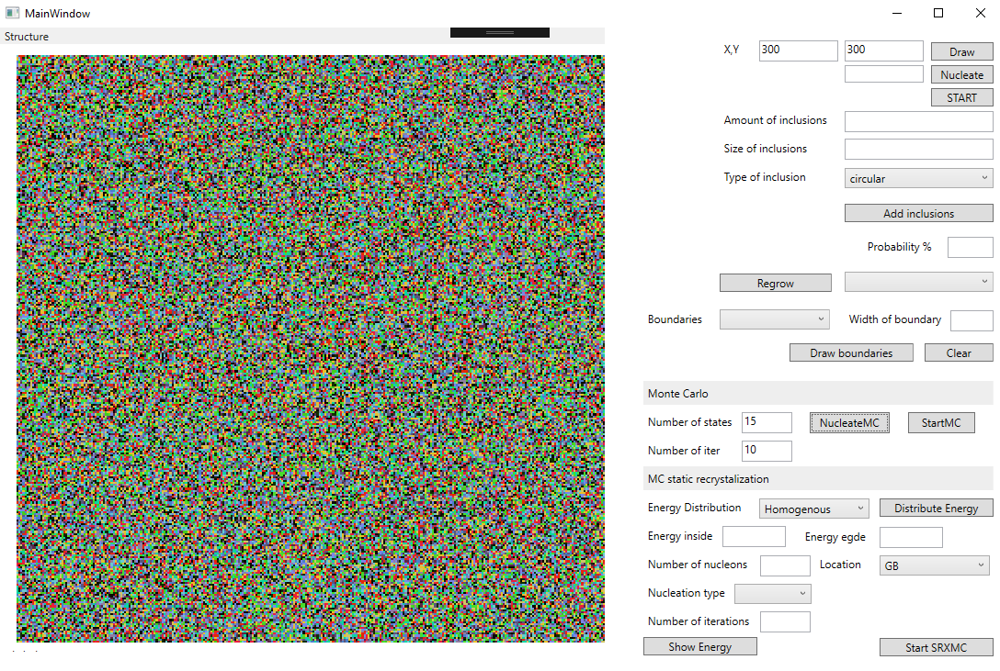 MainWindow
Structure
X,Y 300 300 Draw
Nucleate
START
Amount of inclusions
Size of inclusions
Type of inclusion circular
Add inclusions
Probability %
Regrow
Boundaries Width of boundary
Draw boundaries Clear
Monte Carlo
Number of states 15 NucleateMC StartMC
Number of iter 10
MC static recrystalization
Energy Distribution Homogenous Distribute Energy
Energy inside Energy egde
Number of nucleons Location GB
Nucleation type
Number of iterations
Show Energy Start SRXMC